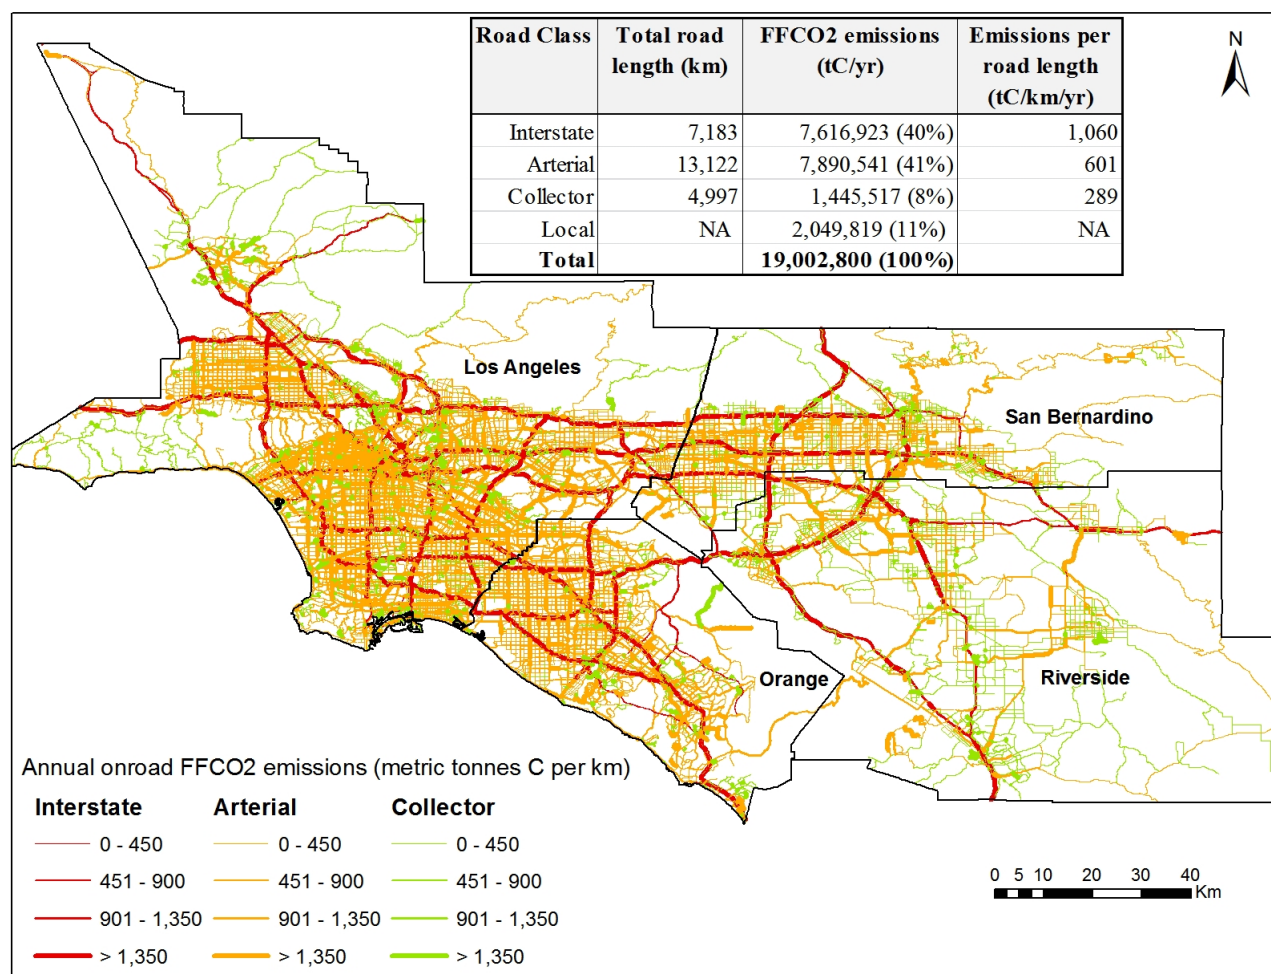 Road Class Total road length (km) FFCO2 emissions (tC/yr) Emissions per road length (tC/km/yr)
Interstate 7,183 7,616,923 (40%) 1,060
Arterial 13,122 7,890,541 (41%) 601
Collector 4,997 1,445,517 (8%) 289
Local NA 2,049,819 (11%) NA
Total 19,002,800 (100%)
N
Los Angeles
San Bernardino
Orange
Riverside
Annual onroad FFCO2 emissions (metric tonnes C per km)
Interstate Arterial Collector
0 - 450 0 - 450 0 - 450
451 - 900 451 - 900 451 - 900
901 - 1,350 901 - 1,350 901 - 1,350
> 1,350 > 1,350 > 1,350
0 5 10 20 30 40
Km